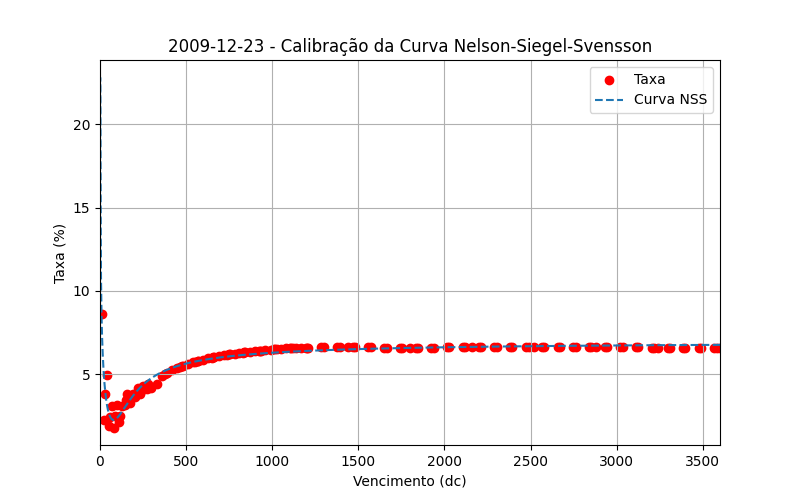 2009-12-23 - Calibração da Curva Nelson-Siegel-Svensson
Taxa
Curva NSS
Taxa (%)
20
15
10
5
0
500
1000
1500
2000
2500
3000
3500
Vencimento (dc)